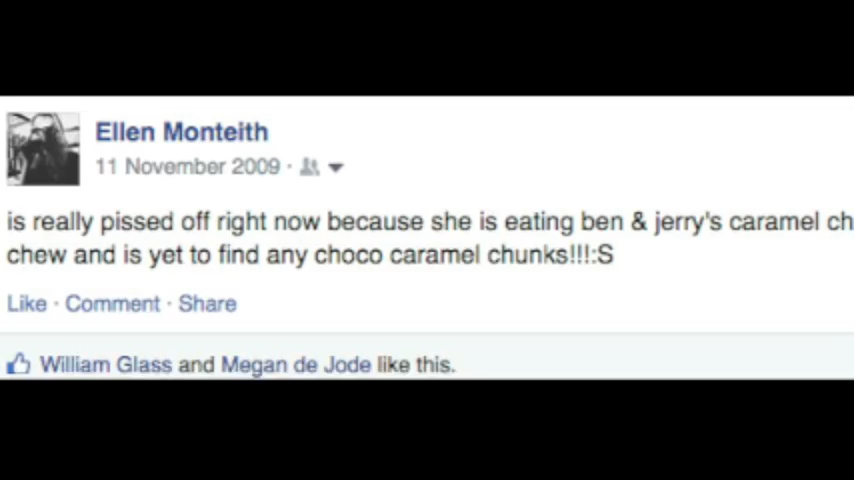 Ellen Monteith
11 November 2009 ·
is really pissed off right now because she is eating ben & jerry's caramel ch
chew and is yet to find any choco caramel chunks!!!:S
Like · Comment · Share
William Glass and Megan de Jode like this.